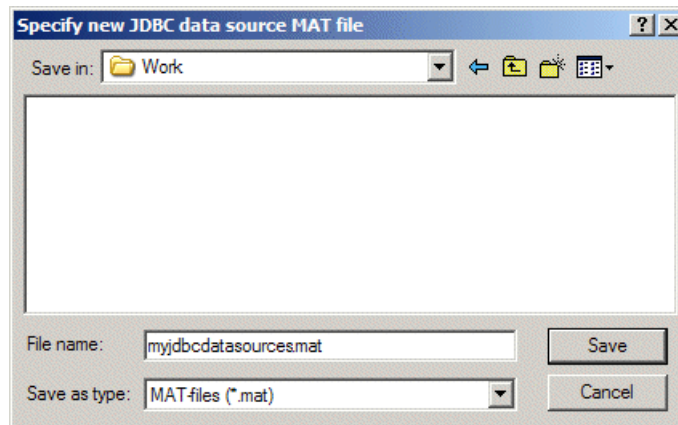 Specify new JDBC data source MAT file
Save in: Work
File name: myjdbcdatasources.mat Save
Save as type: MAT-files (*.mat) Cancel